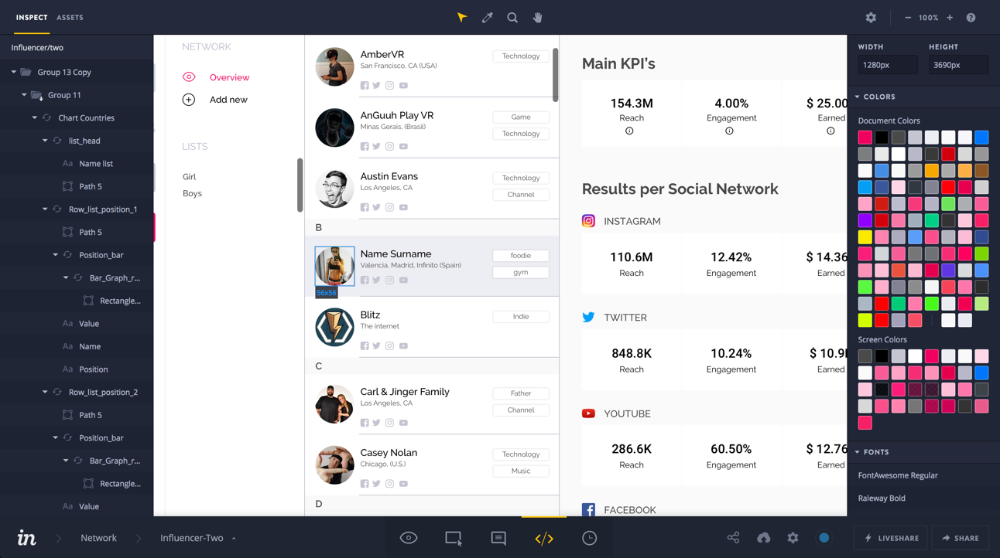 INSPECT ASSETS
100%
Influencer/two
Group 13 Copy
Group 11
Chart Countries
list_head
Aa Name list
Path 5
Row_list_position_1
Path 5
Position_bar
Bar_Graph_r...
Rectangle...
Aa Value
Aa Name
Aa Position
Row_list_position_2
Path 5
Position_bar
Bar_Graph_r...
Rectangle...
Aa Value
NETWORK
Overview
Add new
LISTS
Girl
Boys
AmberVR
San Francisco, CA (USA)
Technology
AnGuuh Play VR
Minas Gerais, (Brasil)
Game
Technology
Austin Evans
Los Angeles, CA
Technology
Channel
B
Name Surname
Valencia, Madrid, Infinito (Spain)
foodie
gym
56x56
Blitz
The internet
Indie
C
Carl & Jinger Family
Los Angeles, CA
Father
Channel
Casey Nolan
Chicago, (U.S.)
Technology
Music
D
Main KPI's
154.3M 4.00% $ 25.00
Reach Engagement Earned
Results per Social Network
INSTAGRAM
110.6M 12.42% $ 14.36
Reach Engagement Earned
TWITTER
848.8K 10.24% $ 10.9
Reach Engagement Earned
YOUTUBE
286.6K 60.50% $ 12.76
Reach Engagement Earned
FACEBOOK
WIDTH HEIGHT
1280px 3690px
COLORS
Document Colors
Screen Colors
FONTS
FontAwesome Regular
Raleway Bold
in Network Influencer-Two
LIVESHARE SHARE